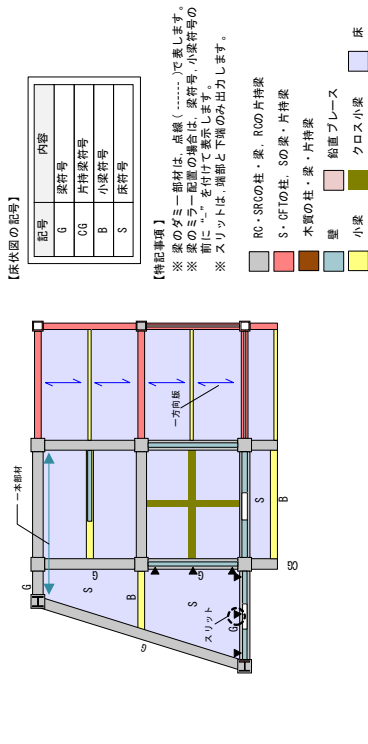 【床伏図の記号】
記号 内容
G 梁符号
CG 片持梁符号
B 小梁符号
S 床符号
【特記事項】
※ 梁のダミー部材は、点線 ( ------- )で表します。
※ 梁のミラー配置の場合は、梁符号、小梁符号の
前に "-" を付けて表示します。
※ スリットは、端部と下端のみ出力します。
RC・SRCの柱・梁、RCの片持梁
S・CFTの柱、Sの梁・片持梁
木質の柱・梁・片持梁
壁 鉛直ブレース
小梁 クロス小梁 床
一本部材
G
G
S
B
G
G
S
スリット
G
一方向版
S
B
CG